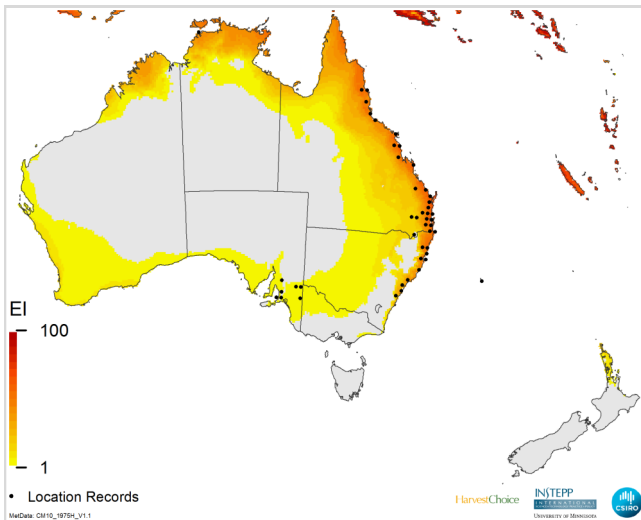 EI
100
1
Location Records
MetData: CM10_1975H_V1.1
HarvestChoice
INSTEPP
INTERNATIONAL
UNIVERSITY OF MINNESOTA
CSIRO